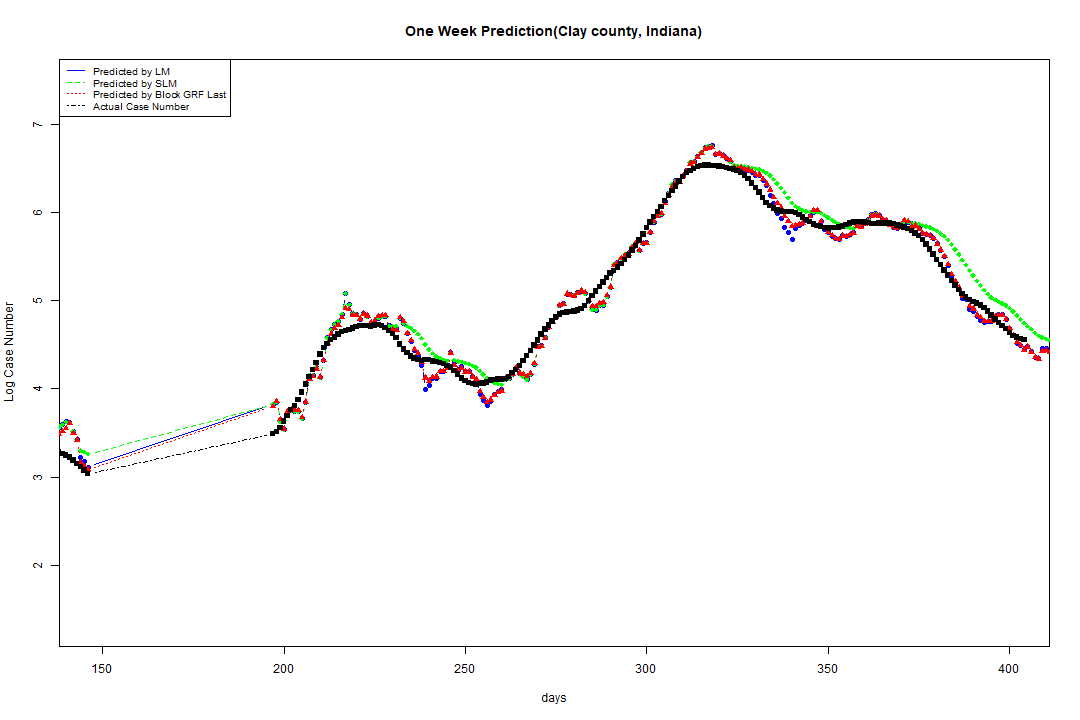 One Week Prediction(Clay county, Indiana)
Predicted by LM
Predicted by SLM
Predicted by Block GRF Last
Actual Case Number
7
6
5
4
3
2
Log Case Number
150 200 250 300 350 400
days